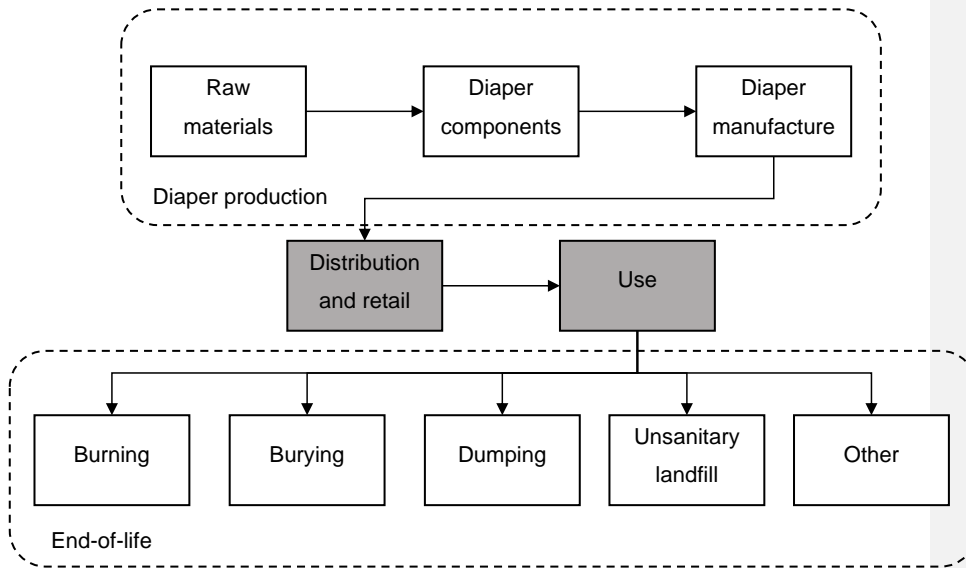 Raw
materials
Diaper
components
Diaper
manufacture
Diaper production
Distribution
and retail
Use
Burning
Burying
Dumping
Unsanitary
landfill
Other
End-of-life